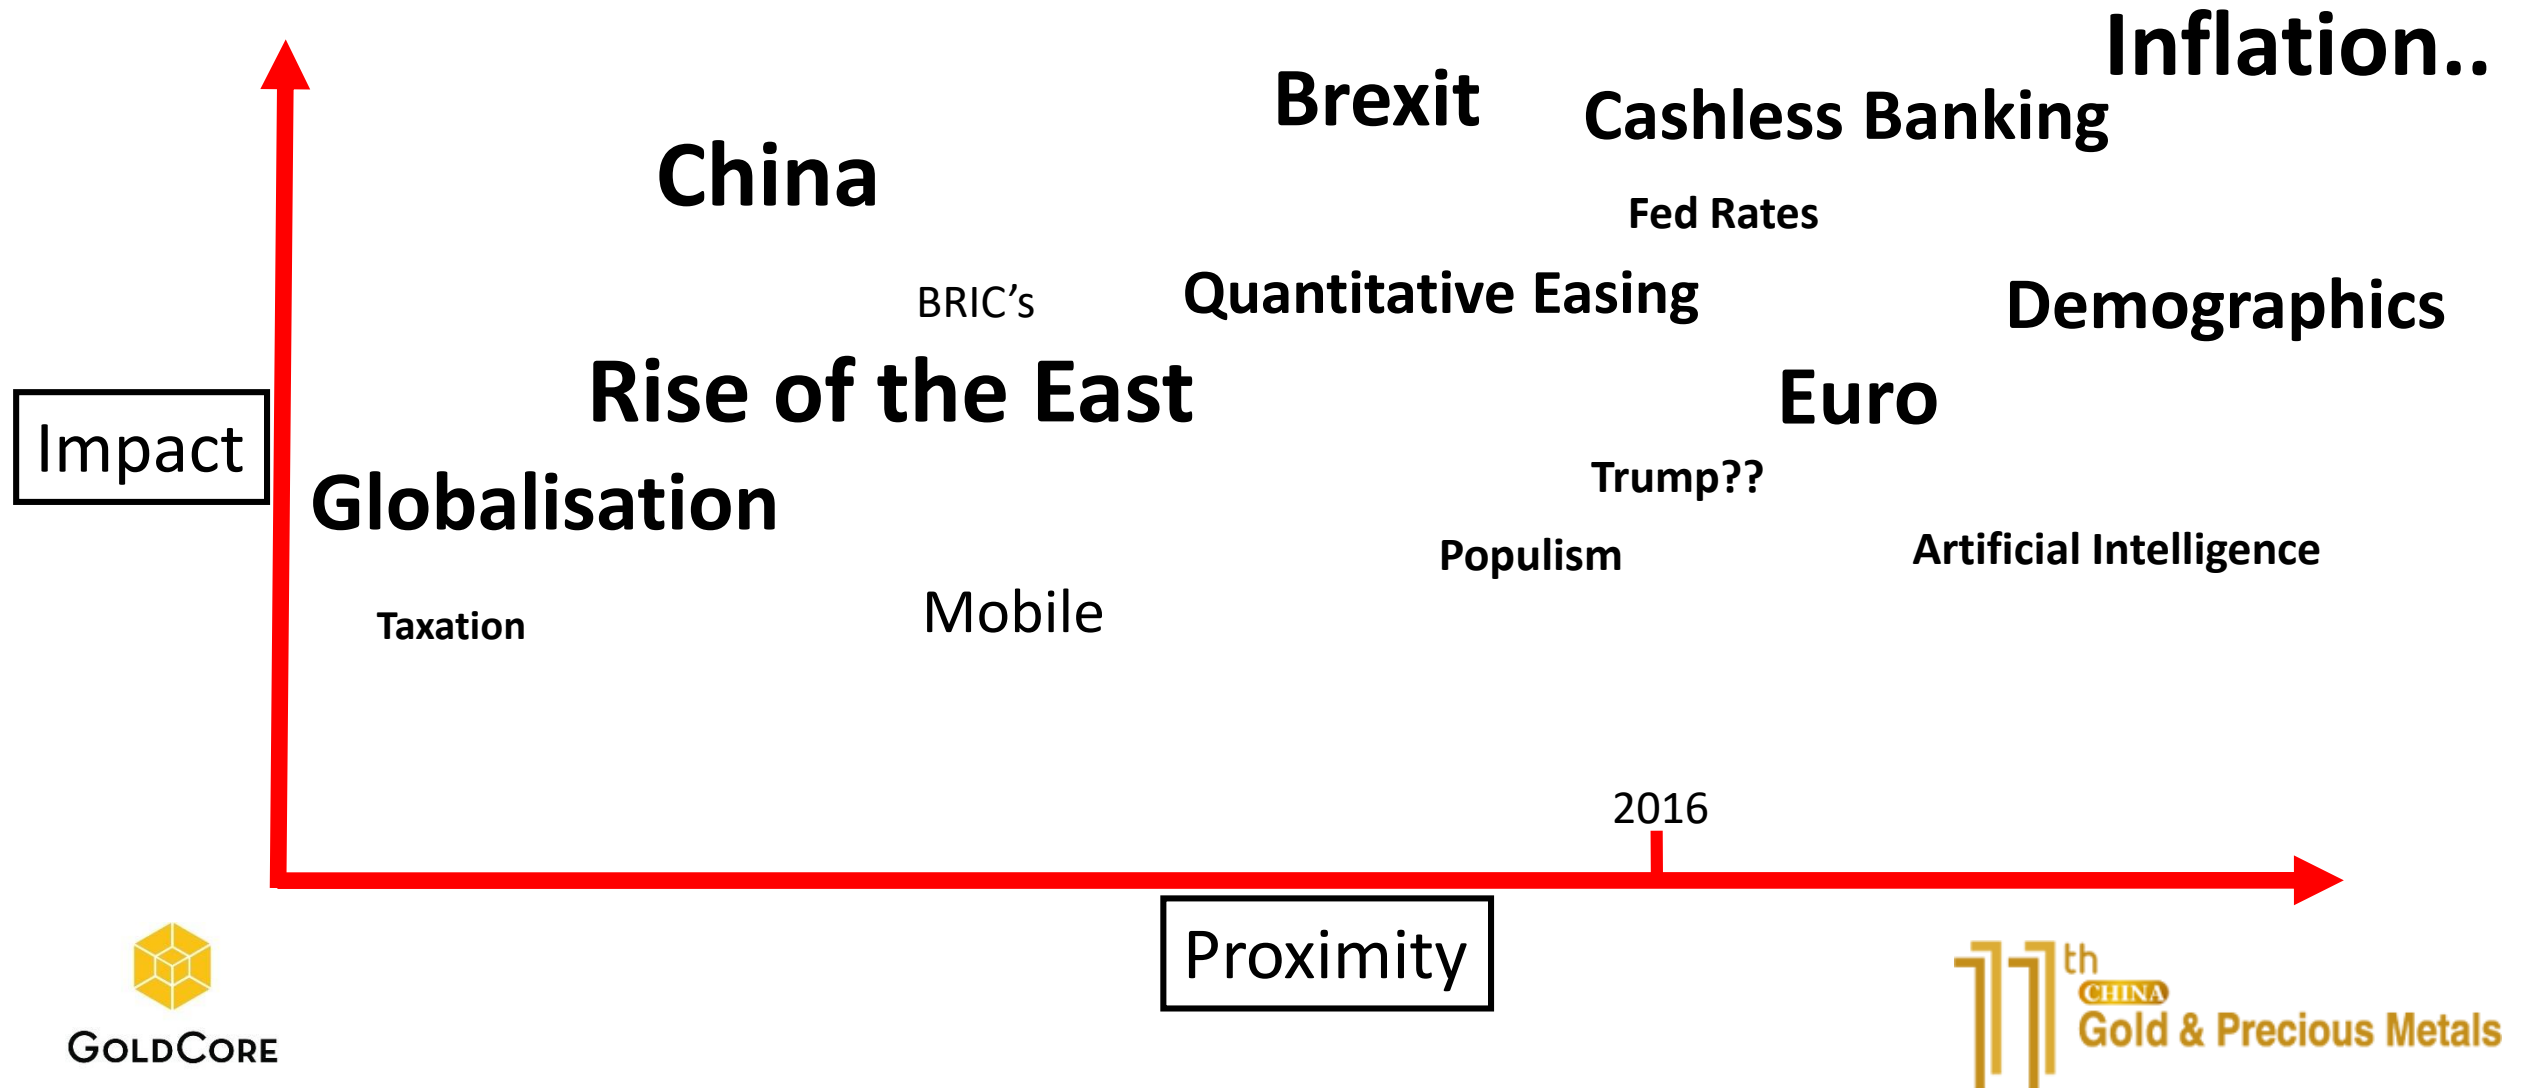 Inflation..
Brexit
Cashless Banking
China
Fed Rates
BRIC’s
Quantitative Easing
Demographics
Rise of the East
Euro
Impact
Trump??
Globalisation
Populism
Artificial Intelligence
Taxation
Mobile
2016
Proximity
GOLDCORE
11th
CHINA
Gold & Precious Metals